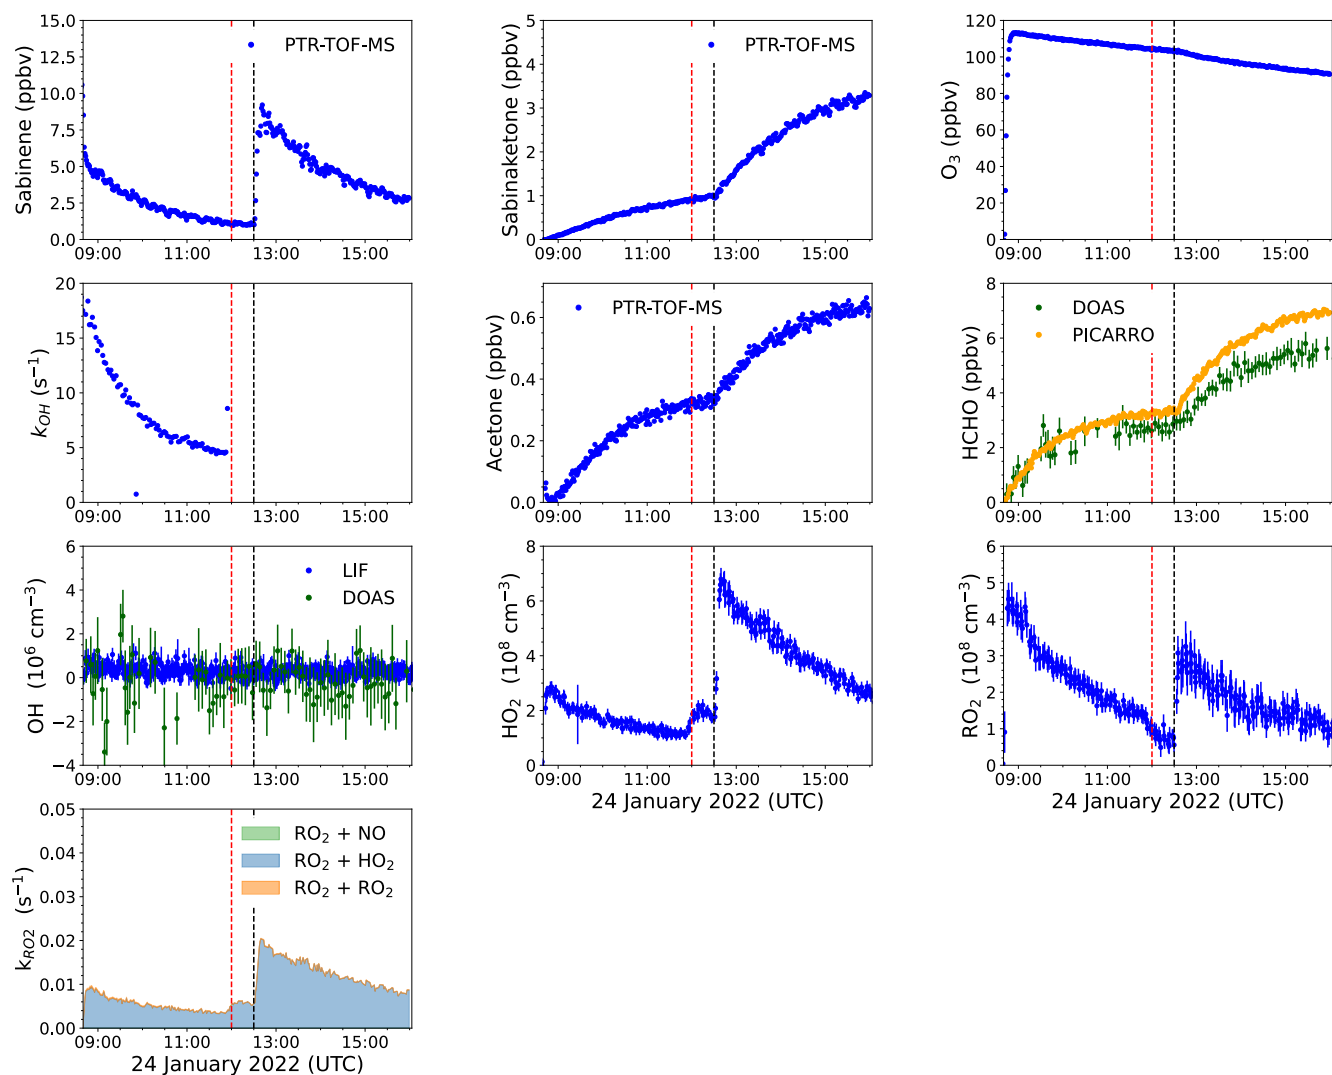 15.0
12.5
10.0
7.5
5.0
2.5
0.0
Sabinene (ppbv)
PTR-TOF-MS
09:00 11:00 13:00 15:00
5
4
3
2
1
0
Sabinaketone (ppbv)
PTR-TOF-MS
09:00 11:00 13:00 15:00
120
100
80
60
40
20
0
O₃ (ppbv)
09:00 11:00 13:00 15:00
20
15
10
5
0
k_OH (s⁻¹)
09:00 11:00 13:00 15:00
0.6
0.4
0.2
0.0
Acetone (ppbv)
PTR-TOF-MS
09:00 11:00 13:00 15:00
8
6
4
2
0
HCHO (ppbv)
DOAS
PICARRO
09:00 11:00 13:00 15:00
6
4
2
0
−2
−4
OH (10⁶ cm⁻³)
LIF
DOAS
09:00 11:00 13:00 15:00
8
6
4
2
0
HO₂ (10⁸ cm⁻³)
09:00 11:00 13:00 15:00
24 January 2022 (UTC)
6
5
4
3
2
1
0
RO₂ (10⁸ cm⁻³)
09:00 11:00 13:00 15:00
24 January 2022 (UTC)
0.05
0.04
0.03
0.02
0.01
0.00
k_RO2 (s⁻¹)
RO₂ + NO
RO₂ + HO₂
RO₂ + RO₂
09:00 11:00 13:00 15:00
24 January 2022 (UTC)